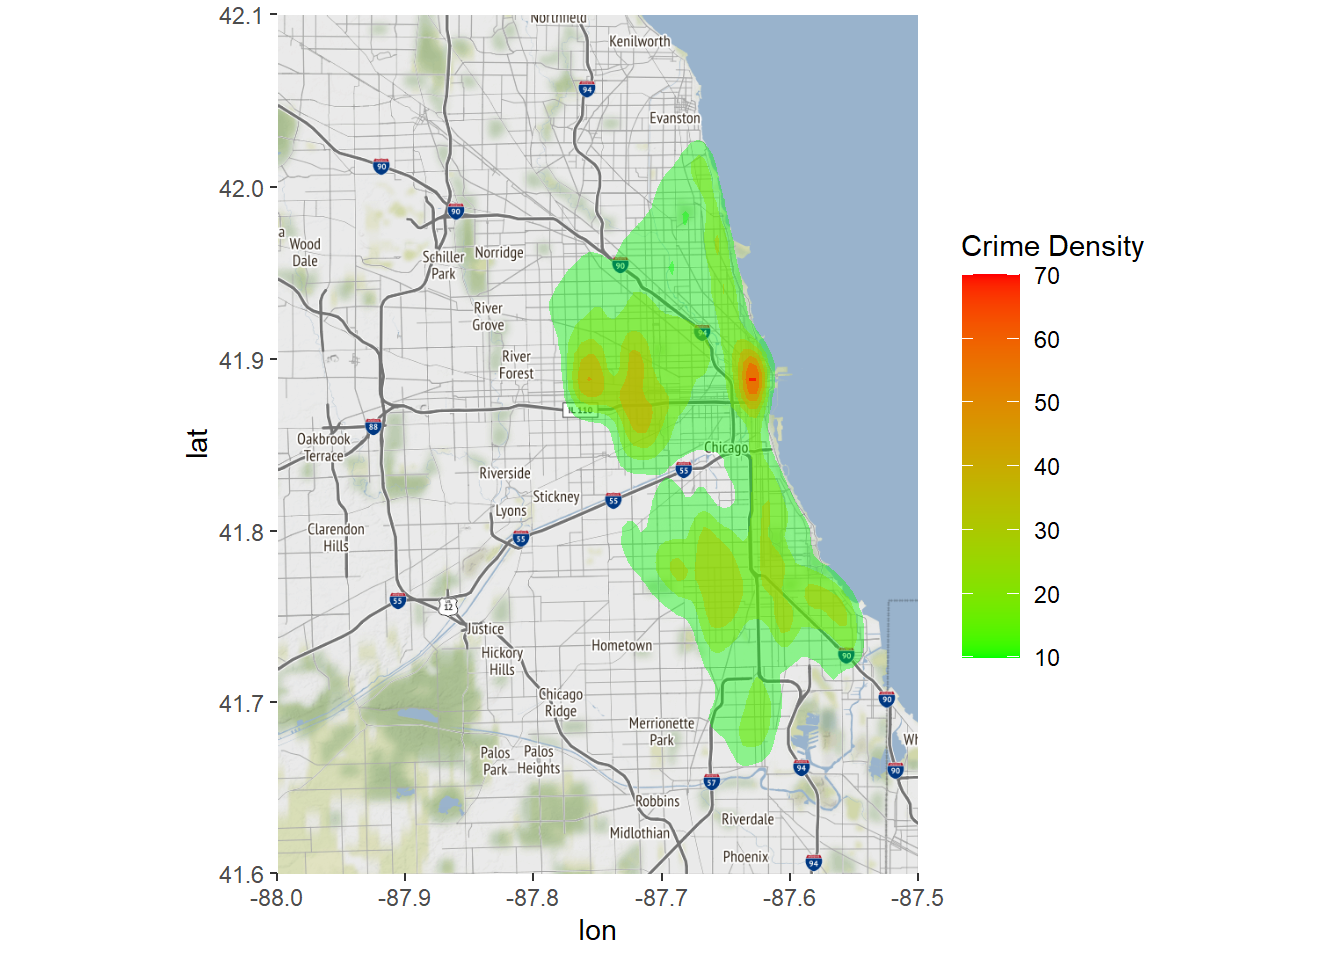 42.1
42.0
41.9
41.8
41.7
41.6
lat
-88.0
-87.9
-87.8
-87.7
-87.6
-87.5
lon
Northfield
Kenilworth
94
Evanston
90
90
a
Wood
Dale
Schiller
Park
Norridge
90
River
Grove
94
River
Forest
IL 110
88
Oakbrook
Terrace
Chicago
Riverside
55
Stickney
55
Lyons
Clarendon
Hills
55
55
12
Justice
Hometown
Hickory
Hills
90
Chicago
Ridge
90
Merrionette
Park
Wh
Palos
Park
Palos
Heights
94
90
57
Robbins
Riverdale
Midlothian
Phoenix
94
Crime Density
70
60
50
40
30
20
10